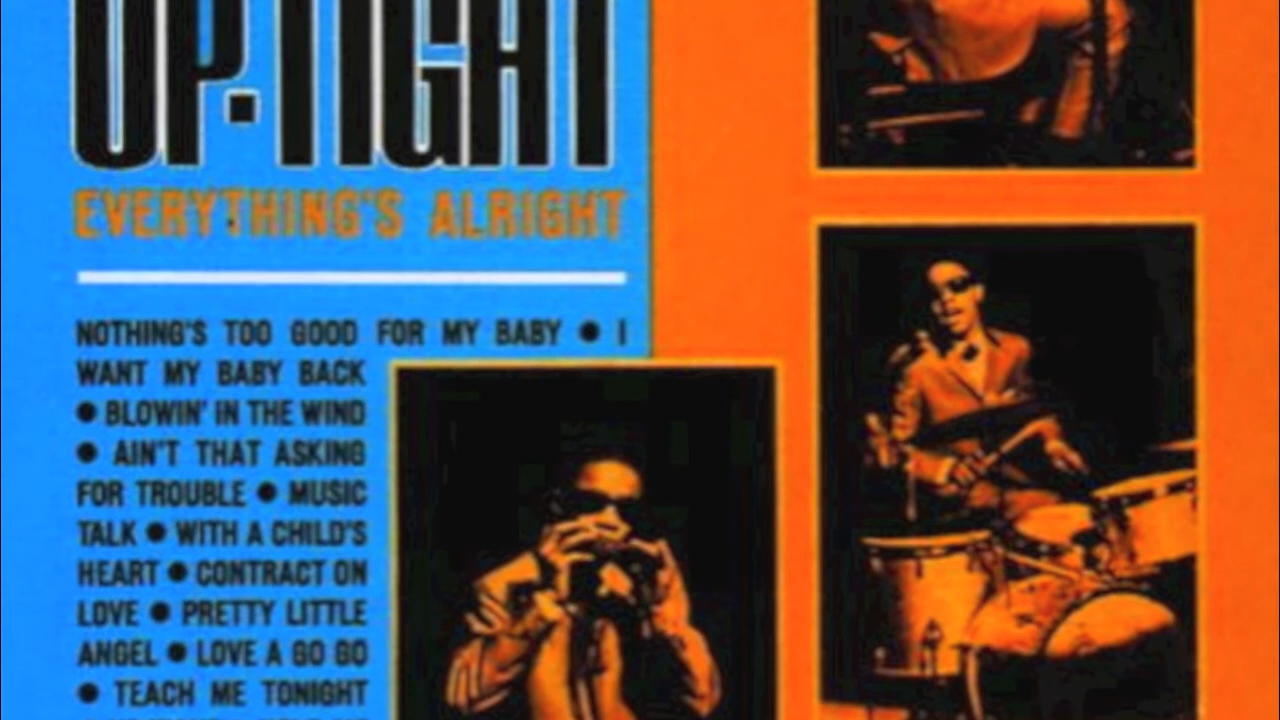 UP-TIGHT
EVERYTHING'S ALRIGHT
NOTHING'S TOO GOOD FOR MY BABY ● I
WANT MY BABY BACK
● BLOWIN' IN THE WIND
● AIN'T THAT ASKING
FOR TROUBLE ● MUSIC
TALK ● WITH A CHILD'S
HEART ● CONTRACT ON
LOVE ● PRETTY LITTLE
ANGEL ● LOVE A GO GO
● TEACH ME TONIGHT